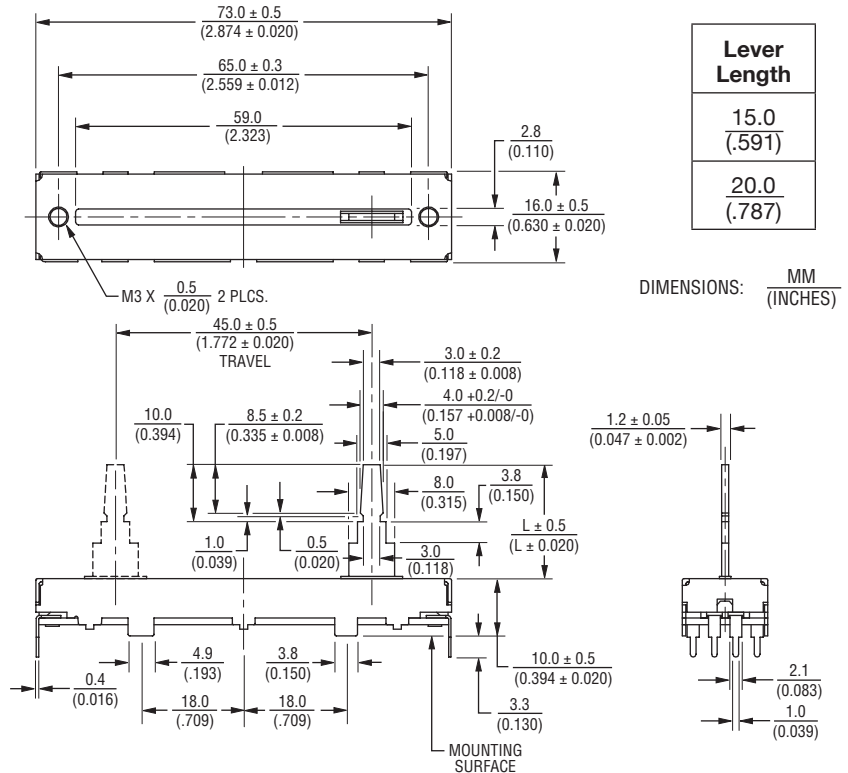 73.0 ± 0.5
(2.874 ± 0.020)
65.0 ± 0.3
(2.559 ± 0.012)
59.0
(2.323)
2.8
(0.110)
16.0 ± 0.5
(0.630 ± 0.020)
M3 X 0.5 2 PLCS.
(0.020)
Lever
Length
15.0
(.591)
20.0
(.787)
DIMENSIONS: MM
(INCHES)
45.0 ± 0.5
(1.772 ± 0.020)
TRAVEL
3.0 ± 0.2
(0.118 ± 0.008)
4.0 +0.2/-0
(0.157 +0.008/-0)
5.0
(0.197)
10.0
(0.394)
8.5 ± 0.2
(0.335 ± 0.008)
8.0
(0.315)
3.8
(0.150)
1.2 ± 0.05
(0.047 ± 0.002)
1.0
(0.039)
0.5
(0.020)
3.0
(0.118)
L ± 0.5
(L ± 0.020)
4.9
(.193)
3.8
(0.150)
10.0 ± 0.5
(0.394 ± 0.020)
0.4
(0.016)
18.0
(.709)
18.0
(.709)
3.3
(0.130)
2.1
(0.083)
1.0
(0.039)
MOUNTING
SURFACE